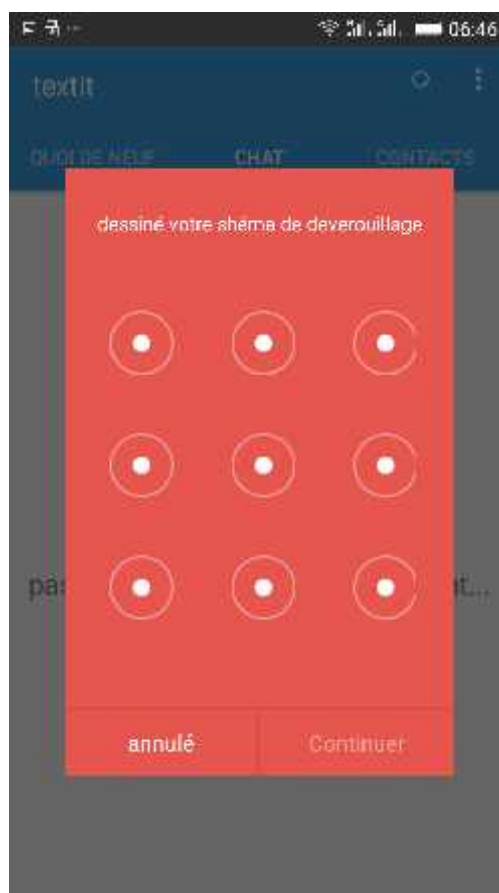 06:46
textit
QUOI DE NEUF CHAT CONTACTS
dessiné votre shéma de deverouillage
annulé Continuer